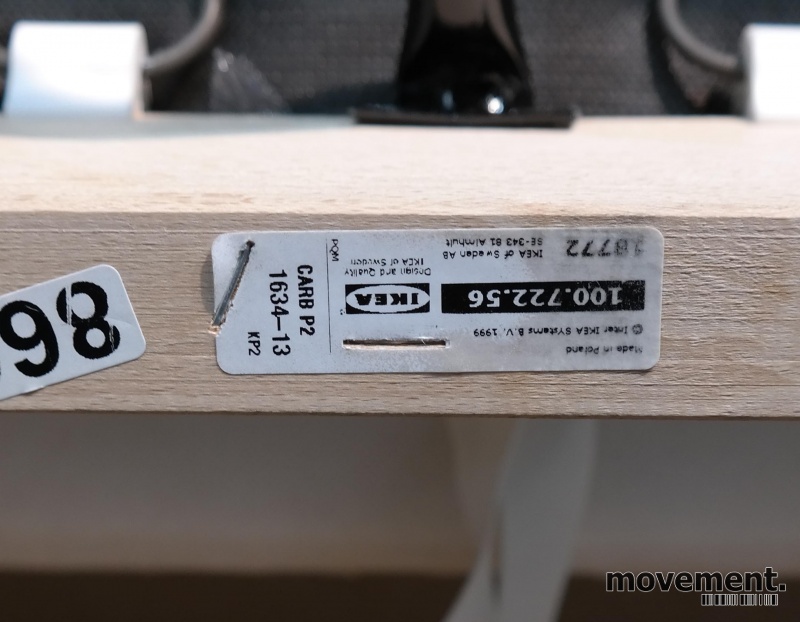 98
Made in Poland
© Inter IKEA Systems B.V. 1999
100.722.56
IKEA
Design and Quality
IKEA of Sweden
18772
IKEA of Sweden AB
SE-343 81 Älmhult
PQM
CARB P2
1634-13
KP2
movement.